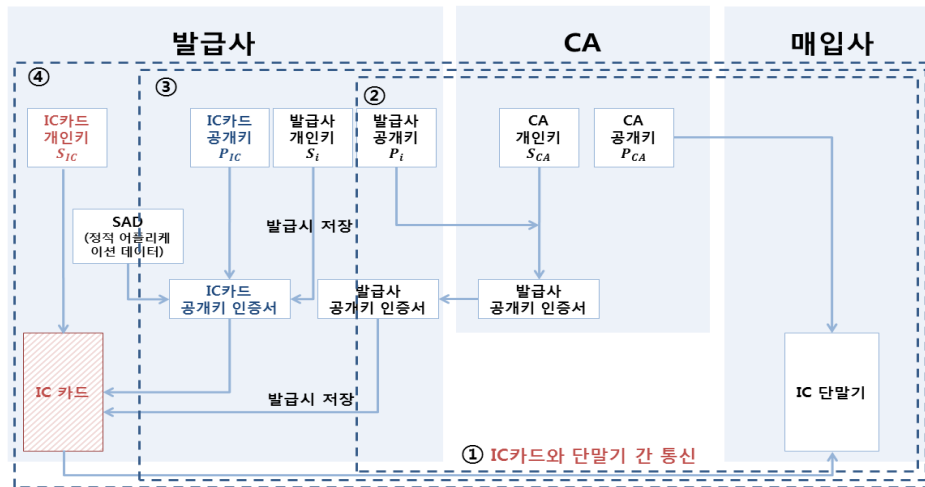 발급사
CA
매입사
④
③
②
IC카드
개인키
S_IC
IC카드
공개키
P_IC
발급사
개인키
S_i
발급사
공개키
P_i
CA
개인키
S_CA
CA
공개키
P_CA
SAD
(정적 어플리케
이션 데이터)
발급시 저장
IC카드
공개키 인증서
발급사
공개키 인증서
발급사
공개키 인증서
IC 카드
발급시 저장
IC 단말기
① IC카드와 단말기 간 통신